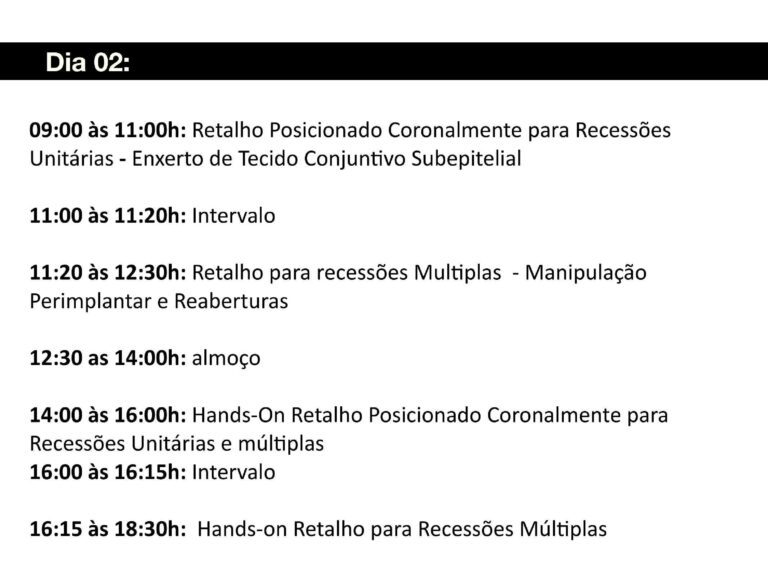 Dia 02:
09:00 às 11:00h: Retalho Posicionado Coronalmente para Recessões
Unitárias - Enxerto de Tecido Conjuntivo Subepitelial
11:00 às 11:20h: Intervalo
11:20 às 12:30h: Retalho para recessões Multiplas  - Manipulação
Perimplantar e Reaberturas
12:30 as 14:00h: almoço
14:00 às 16:00h: Hands-On Retalho Posicionado Coronalmente para
Recessões Unitárias e múltiplas
16:00 às 16:15h: Intervalo
16:15 às 18:30h:  Hands-on Retalho para Recessões Múltiplas